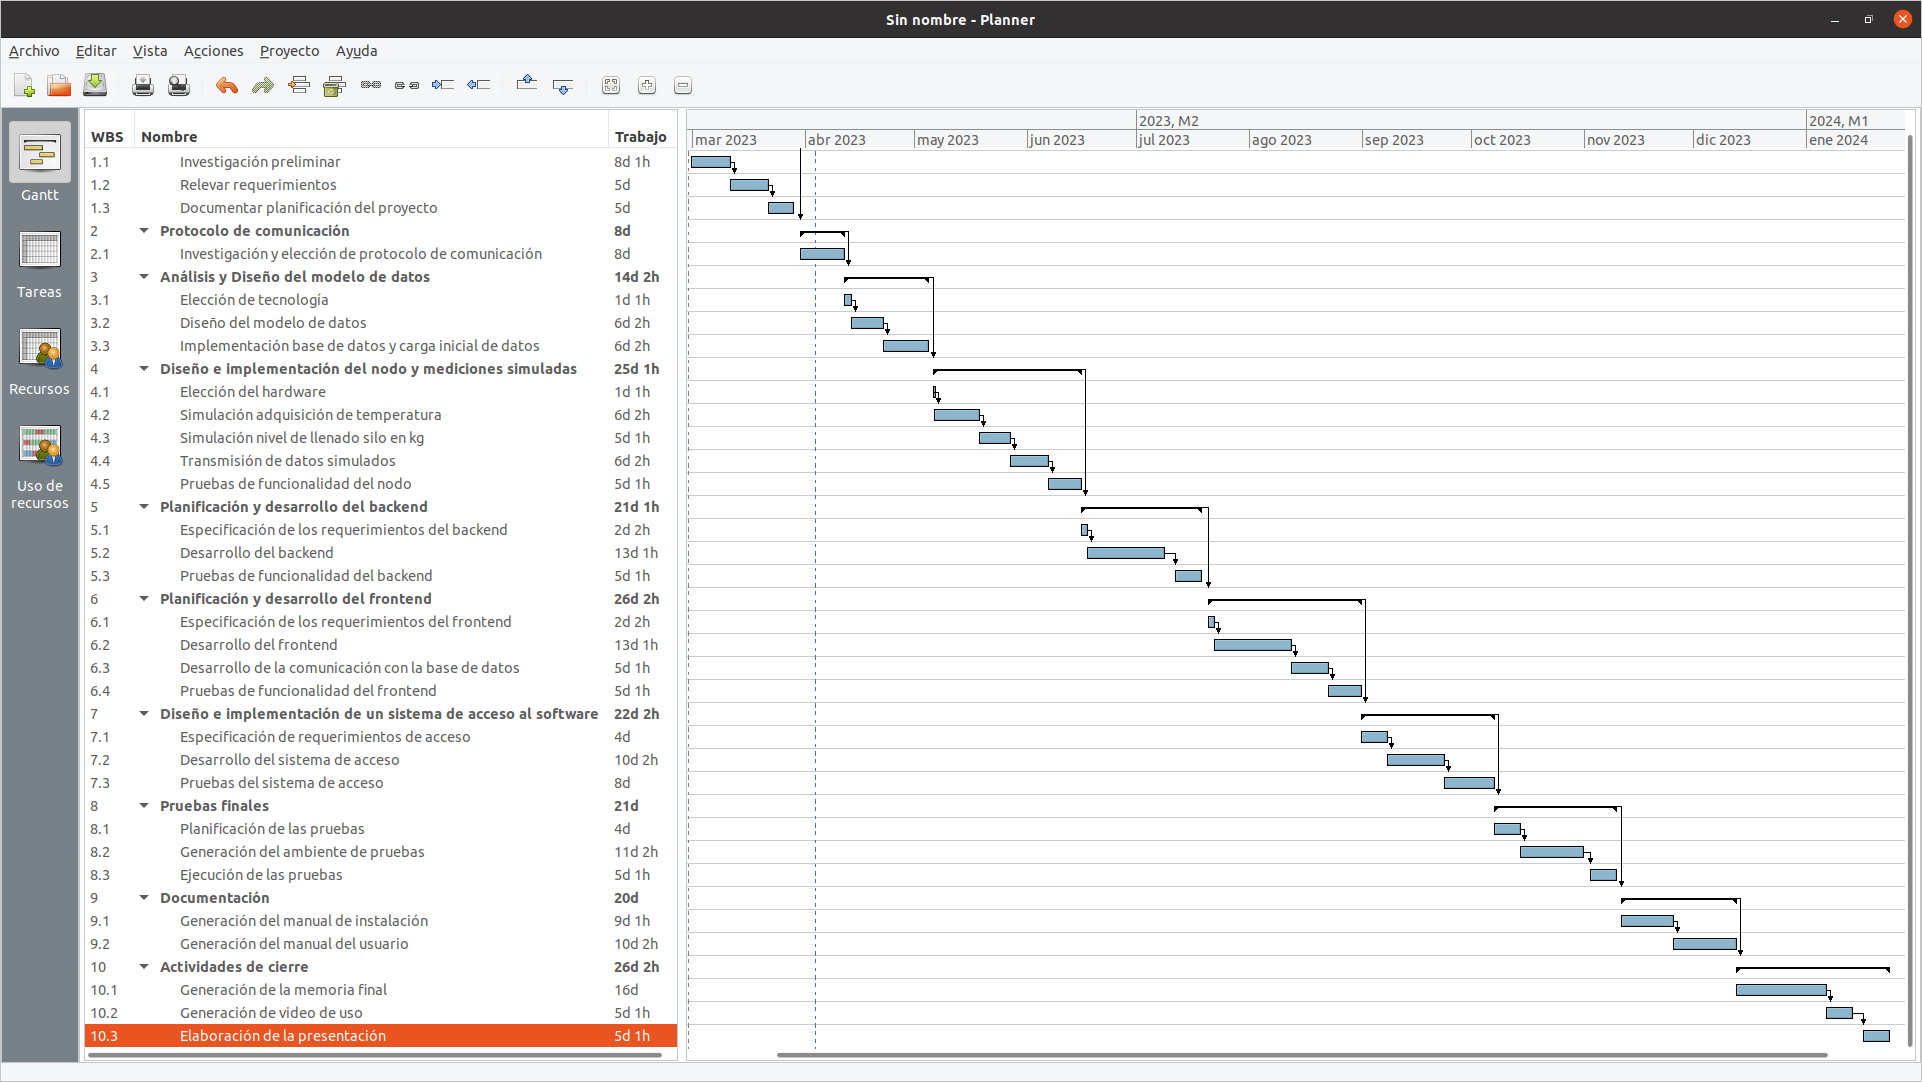 Sin nombre - Planner
Archivo Editar Vista Acciones Proyecto Ayuda
Gantt
Tareas
Recursos
Uso de
recursos
WBS Nombre Trabajo
1.1 Investigación preliminar 8d 1h
1.2 Relevar requerimientos 5d
1.3 Documentar planificación del proyecto 5d
2 Protocolo de comunicación 8d
2.1 Investigación y elección de protocolo de comunicación 8d
3 Análisis y Diseño del modelo de datos 14d 2h
3.1 Elección de tecnología 1d 1h
3.2 Diseño del modelo de datos 6d 2h
3.3 Implementación base de datos y carga inicial de datos 6d 2h
4 Diseño e implementación del nodo y mediciones simuladas 25d 1h
4.1 Elección del hardware 1d 1h
4.2 Simulación adquisición de temperatura 6d 2h
4.3 Simulación nivel de llenado silo en kg 5d 1h
4.4 Transmisión de datos simulados 6d 2h
4.5 Pruebas de funcionalidad del nodo 5d 1h
5 Planificación y desarrollo del backend 21d 1h
5.1 Especificación de los requerimientos del backend 2d 2h
5.2 Desarrollo del backend 13d 1h
5.3 Pruebas de funcionalidad del backend 5d 1h
6 Planificación y desarrollo del frontend 26d 2h
6.1 Especificación de los requerimientos del frontend 2d 2h
6.2 Desarrollo del frontend 13d 1h
6.3 Desarrollo de la comunicación con la base de datos 5d 1h
6.4 Pruebas de funcionalidad del frontend 5d 1h
7 Diseño e implementación de un sistema de acceso al software 22d 2h
7.1 Especificación de requerimientos de acceso 4d
7.2 Desarrollo del sistema de acceso 10d 2h
7.3 Pruebas del sistema de acceso 8d
8 Pruebas finales 21d
8.1 Planificación de las pruebas 4d
8.2 Generación del ambiente de pruebas 11d 2h
8.3 Ejecución de las pruebas 5d 1h
9 Documentación 20d
9.1 Generación del manual de instalación 9d 1h
9.2 Generación del manual del usuario 10d 2h
10 Actividades de cierre 26d 2h
10.1 Generación de la memoria final 16d
10.2 Generación de video de uso 5d 1h
10.3 Elaboración de la presentación 5d 1h
2023, M2 2024, M1
mar 2023 abr 2023 may 2023 jun 2023 jul 2023 ago 2023 sep 2023 oct 2023 nov 2023 dic 2023 ene 2024